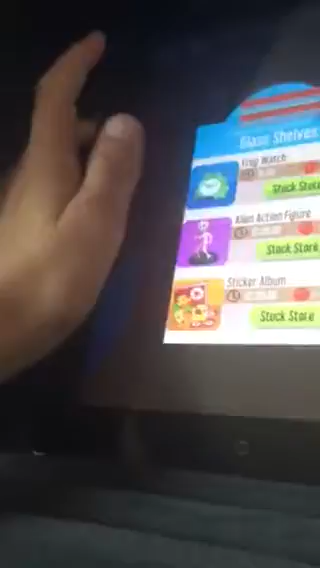 Glass Shelves
Frog Watch
Stock Store
Alien Action Figure
Stock Store
Sticker Album
Stock Store